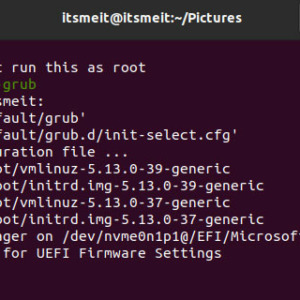 itsmeit@itsmeit:~/Pictures
run this as root
grub
smeit:
fault/grub'
fault/grub.d/init-select.cfg'
uration file ...
ot/vmlinuz-5.13.0-39-generic
oot/initrd.img-5.13.0-39-generic
ot/vmlinuz-5.13.0-37-generic
oot/initrd.img-5.13.0-37-generic
ager on /dev/nvme0n1p1@/EFI/Microsof
for UEFI Firmware Settings